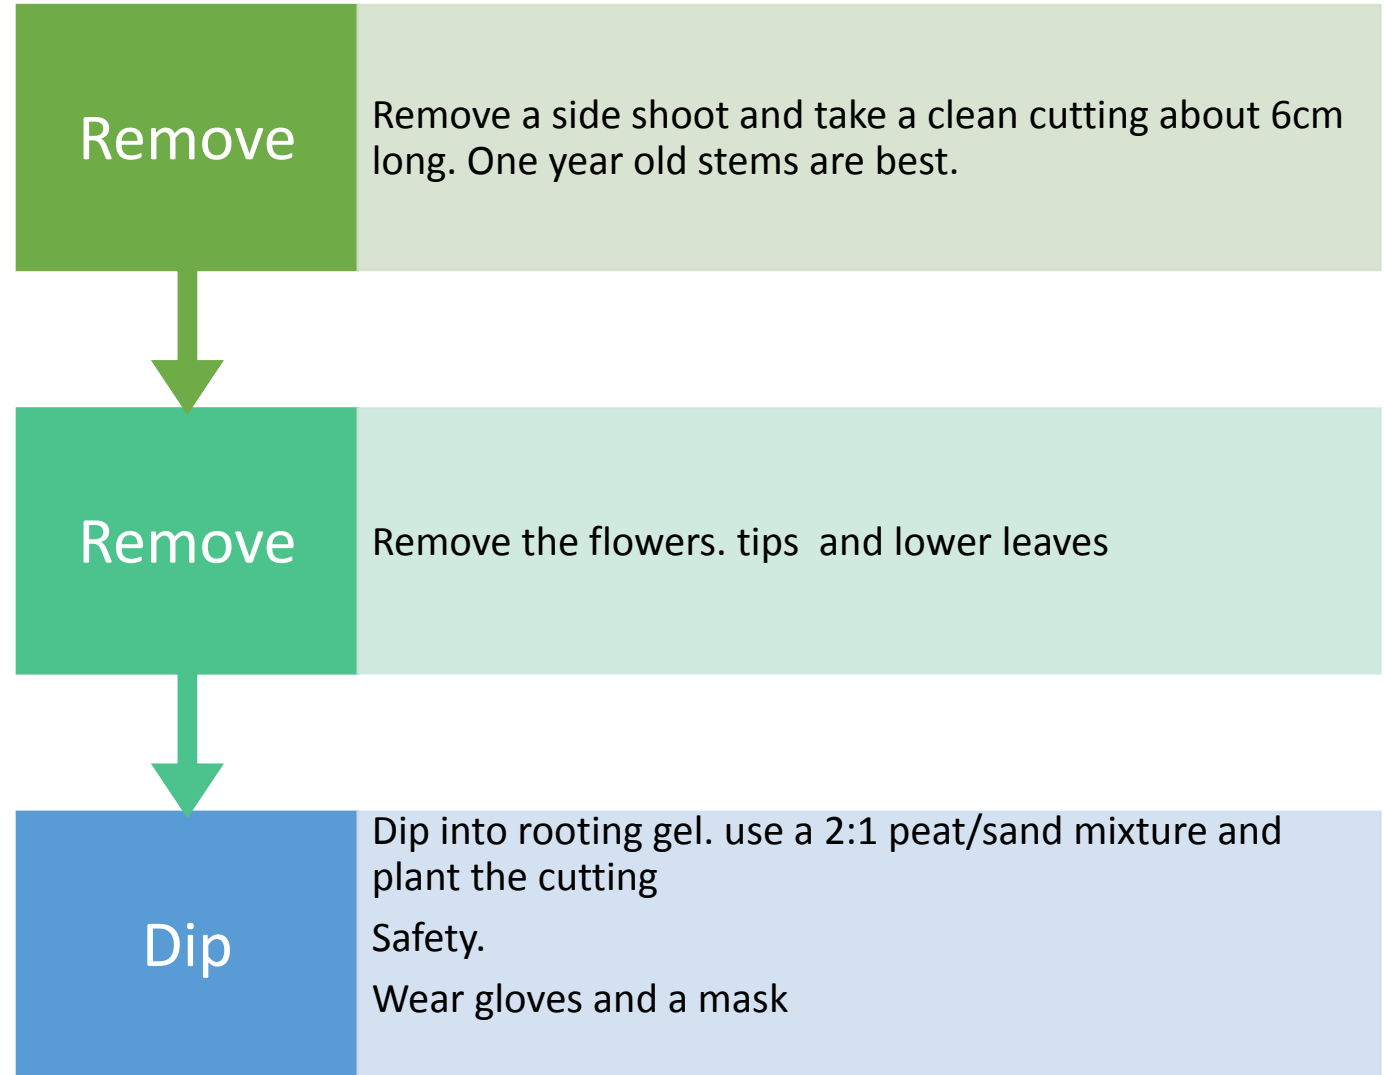 Remove
Remove a side shoot and take a clean cutting about 6cm
long. One year old stems are best.
Remove
Remove the flowers. tips  and lower leaves
Dip
Dip into rooting gel. use a 2:1 peat/sand mixture and
plant the cutting
Safety.
Wear gloves and a mask